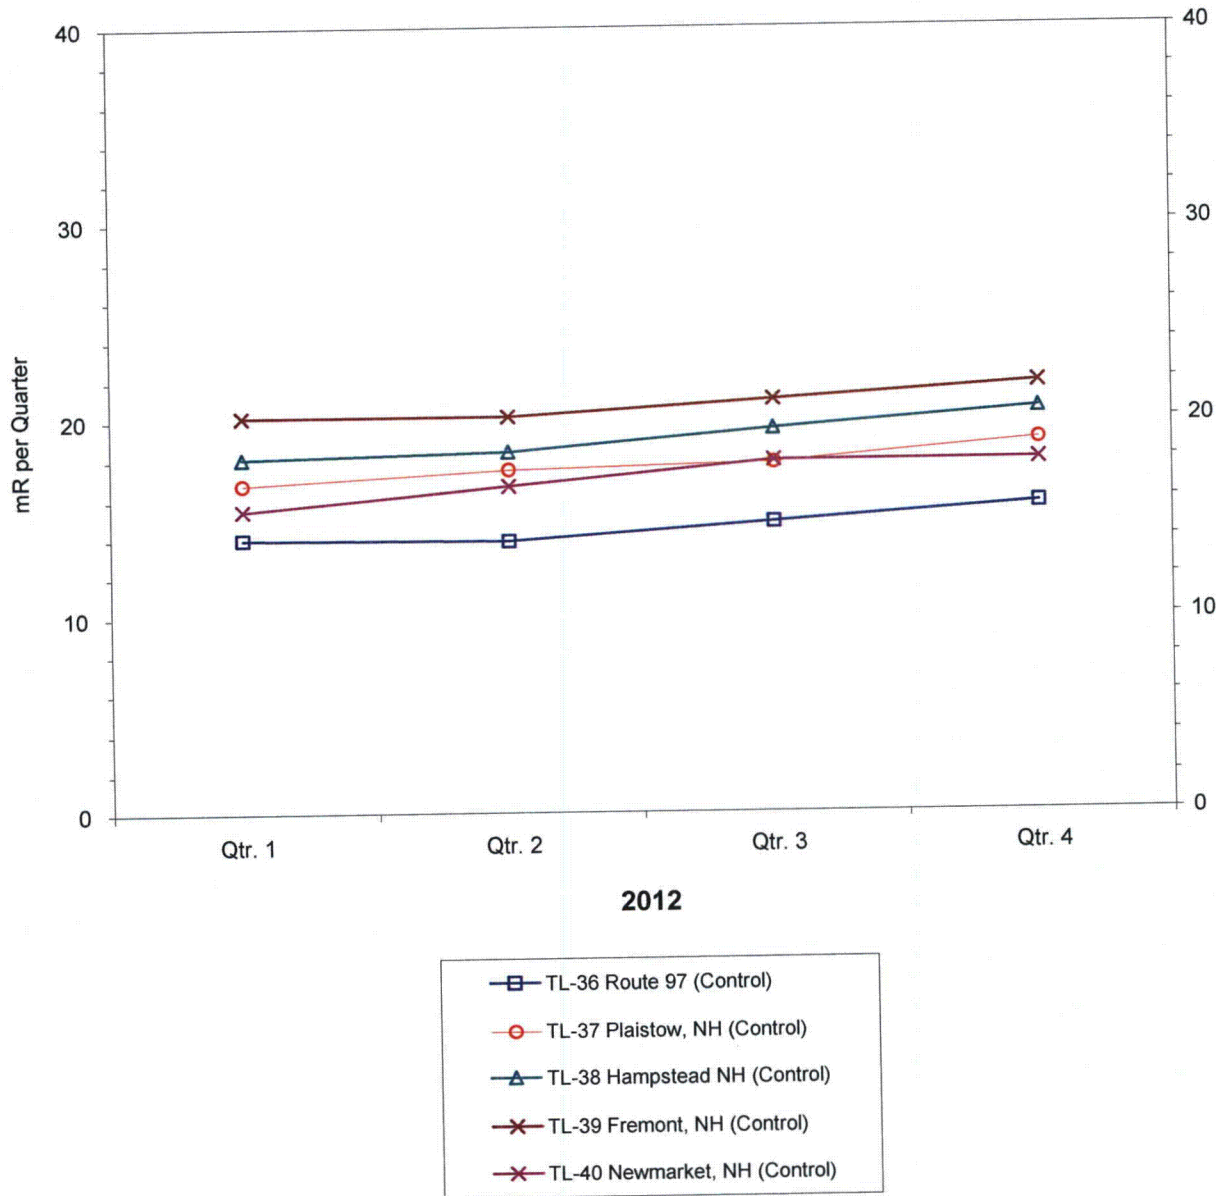 40
40
30
30
mR per Quarter
20
20
10
10
0
0
Qtr. 1
Qtr. 2
Qtr. 3
Qtr. 4
2012
TL-36 Route 97 (Control)
TL-37 Plaistow, NH (Control)
TL-38 Hampstead NH (Control)
TL-39 Fremont, NH (Control)
TL-40 Newmarket, NH (Control)